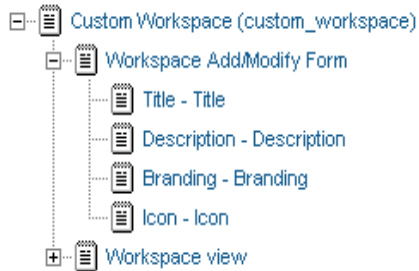 Custom Workspace (custom_workspace)
Workspace Add/Modify Form
Title - Title
Description - Description
Branding - Branding
Icon - Icon
Workspace view